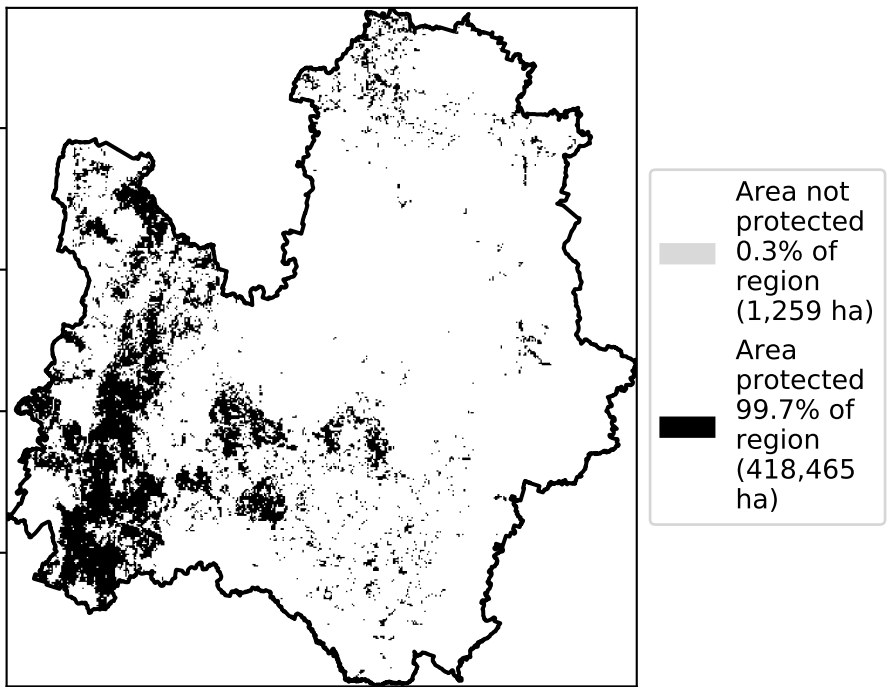 Area not
protected
0.3% of
region
(1,259 ha)
Area
protected
99.7% of
region
(418,465
ha)